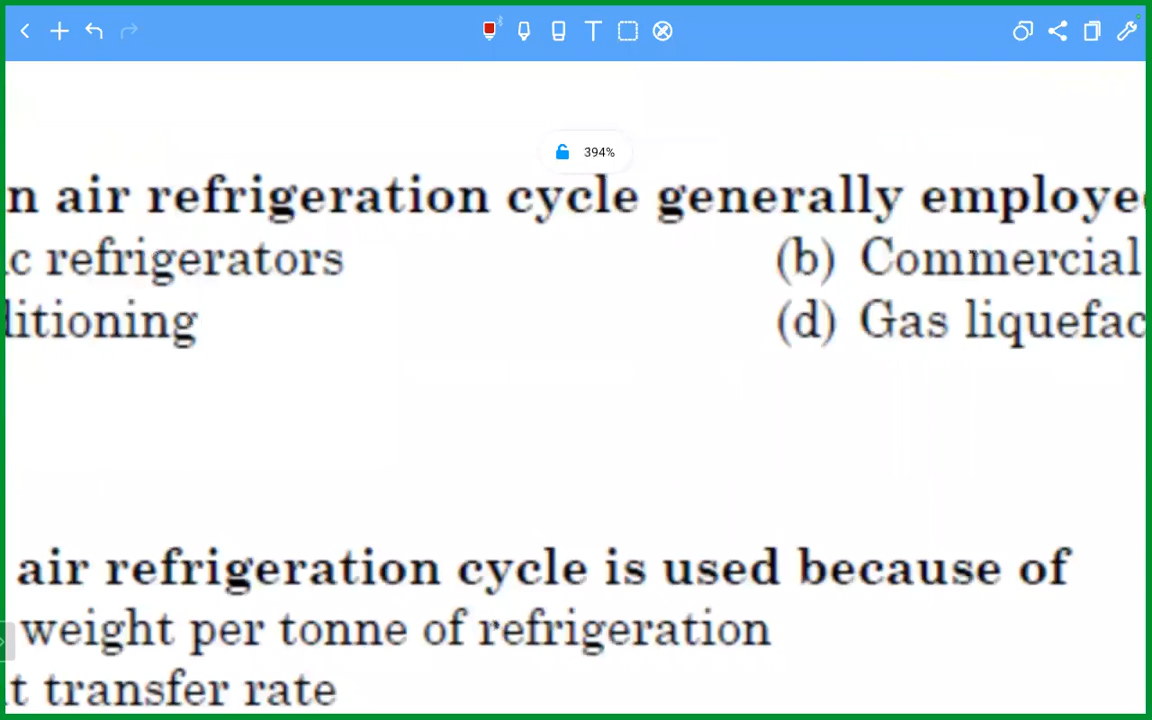 T
394%
n air refrigeration cycle generally employe
c refrigerators (b) Commercial
litioning (d) Gas liquefac
air refrigeration cycle is used because of
weight per tonne of refrigeration
t transfer rate